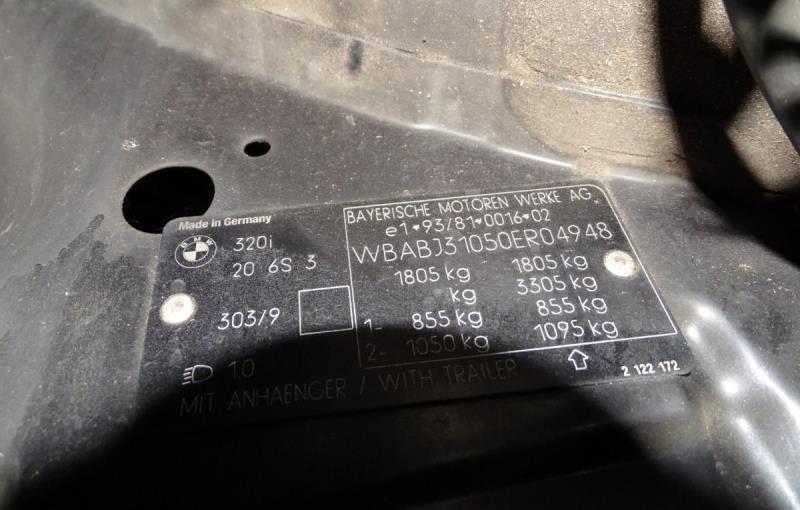 Made in Germany
BMW
320i
20 6S 3
303/9
1.0
BAYERISCHE MOTOREN WERKE AG
e1*93/81*0016*02
WBABJ31050ER04948
1805 kg 1805 kg
kg 3305 kg
1- 855 kg 855 kg
2- 1050 kg 1095 kg
MIT ANHAENGER / WITH TRAILER
2 122 172